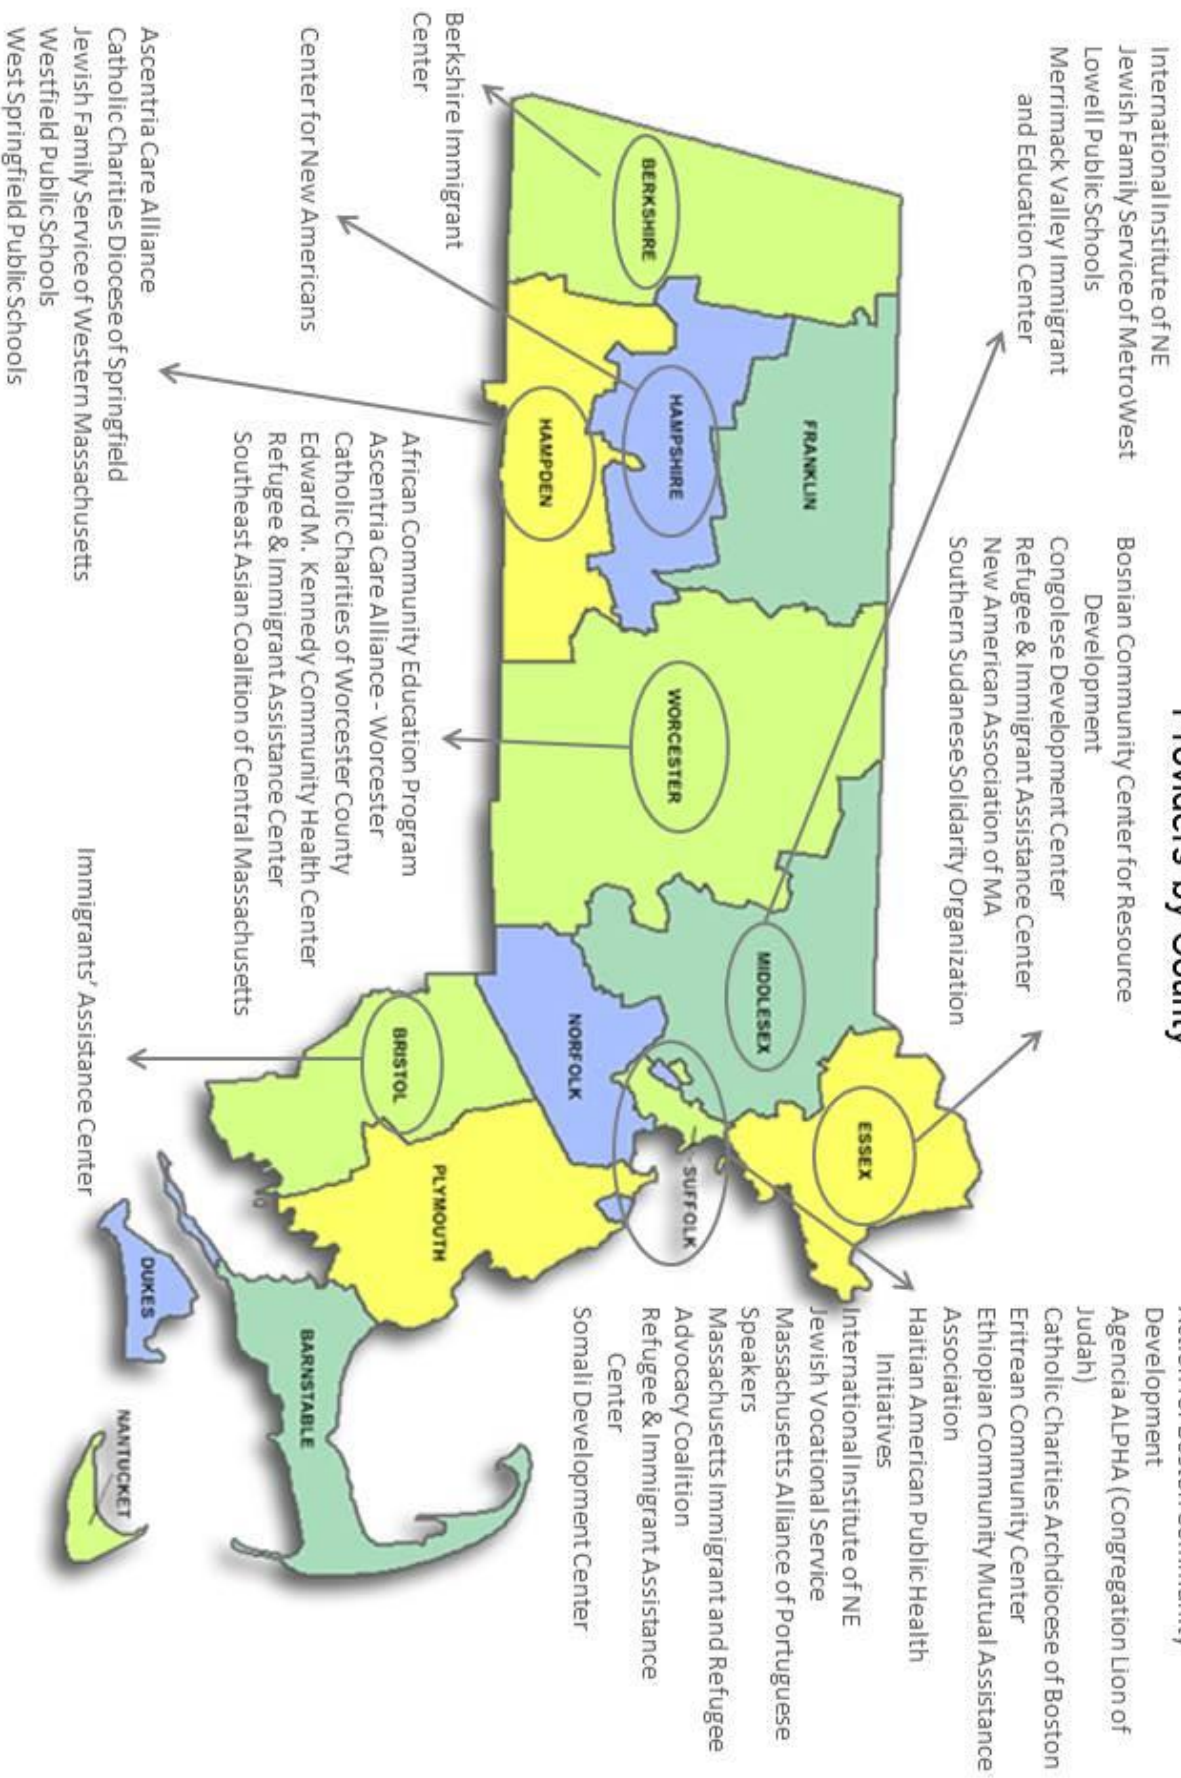 Providers by County
International Institute of NE
Jewish Family Service of MetroWest
Lowell Public Schools
Merrimack Valley Immigrant
and Education Center
Bosnian Community Center for Resource
Development
Congolese Development Center
Refugee & Immigrant Assistance Center
New American Association of MA
Southern Sudanese Solidarity Organization
Development
Agencia ALPHA (Congregation Lion of
Judah)
Catholic Charities Archdiocese of Boston
Eritrean Community Center
Ethiopian Community Mutual Assistance
Association
Haitian American Public Health
Initiatives
International Institute of NE
Jewish Vocational Service
Massachusetts Alliance of Portuguese
Speakers
Massachusetts Immigrant and Refugee
Advocacy Coalition
Refugee & Immigrant Assistance
Center
Somali Development Center
BERKSHIRE
FRANKLIN
HAMPSHIRE
HAMPDEN
WORCESTER
MIDDLESEX
ESSEX
SUFFOLK
NORFOLK
BRISTOL
PLYMOUTH
BARNSTABLE
DUKES
NANTUCKET
Berkshire Immigrant
Center
Center for New Americans
Ascentria Care Alliance
Catholic Charities Diocese of Springfield
Jewish Family Service of Western Massachusetts
Westfield Public Schools
West Springfield Public Schools
African Community Education Program
Ascentria Care Alliance - Worcester
Catholic Charities of Worcester County
Edward M. Kennedy Community Health Center
Refugee & Immigrant Assistance Center
Southeast Asian Coalition of Central Massachusetts
Immigrants' Assistance Center